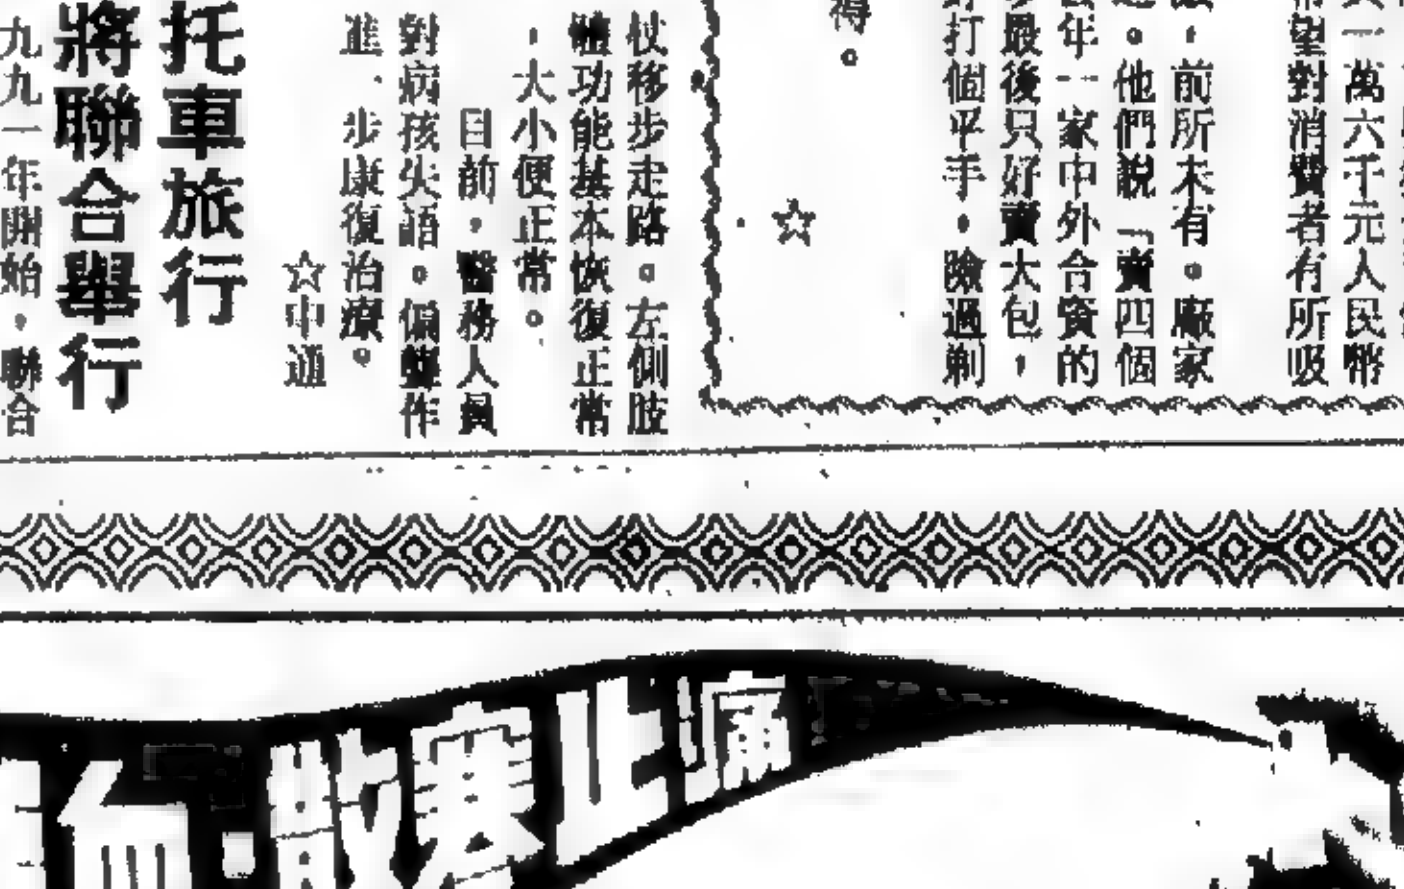 一萬六千元人民幣
望對消費者有所吸
，前所未有。廠家
。他們說「賣四個
年一家中外合資的
最後只好賣大包，
打個平手，險過剃
得。
☆
杖移步走路。左側肢
體功能基本恢復正常
，大小便正常。
目前，醫務人員
對病孩失語。偏癱作
進一步康復治療。
☆中通
托車旅行
將聯合舉行
九九一年開始，聯合
散寒止痛
血